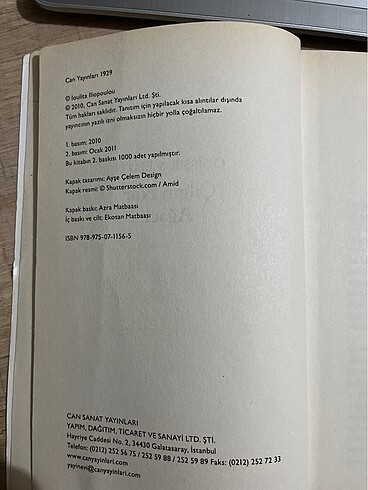 Can Yayınları 1929
© Ioulita Iliopoulou
© 2010, Can Sanat Yayınları Ltd. Şti.
Tüm hakları saklıdır. Tanıtım için yapılacak kısa alıntılar dışında
yayıncının yazılı izni olmaksızın hiçbir yolla çoğaltılamaz.
1. basım: 2010
2. basım: Ocak 2011
Bu kitabın 2. baskısı 1000 adet yapılmıştır.
Kapak tasarımı: Ayşe Çelem Design
Kapak resmi: © Shutterstock.com / Amid
Kapak baskı: Azra Matbaası
İç baskı ve cilt: Ekosan Matbaası
ISBN 978-975-07-1156-5
CAN SANAT YAYINLARI
YAPIM, DAĞITIM, TİCARET VE SANAYİ LTD. ŞTİ.
Hayriye Caddesi No. 2, 34430 Galatasaray, İstanbul
Telefon: (0212) 252 56 75 / 252 59 88 / 252 59 89 Faks: (0212) 252 72 33
www.canyayinlari.com
yayinevi@canyayinlari.com